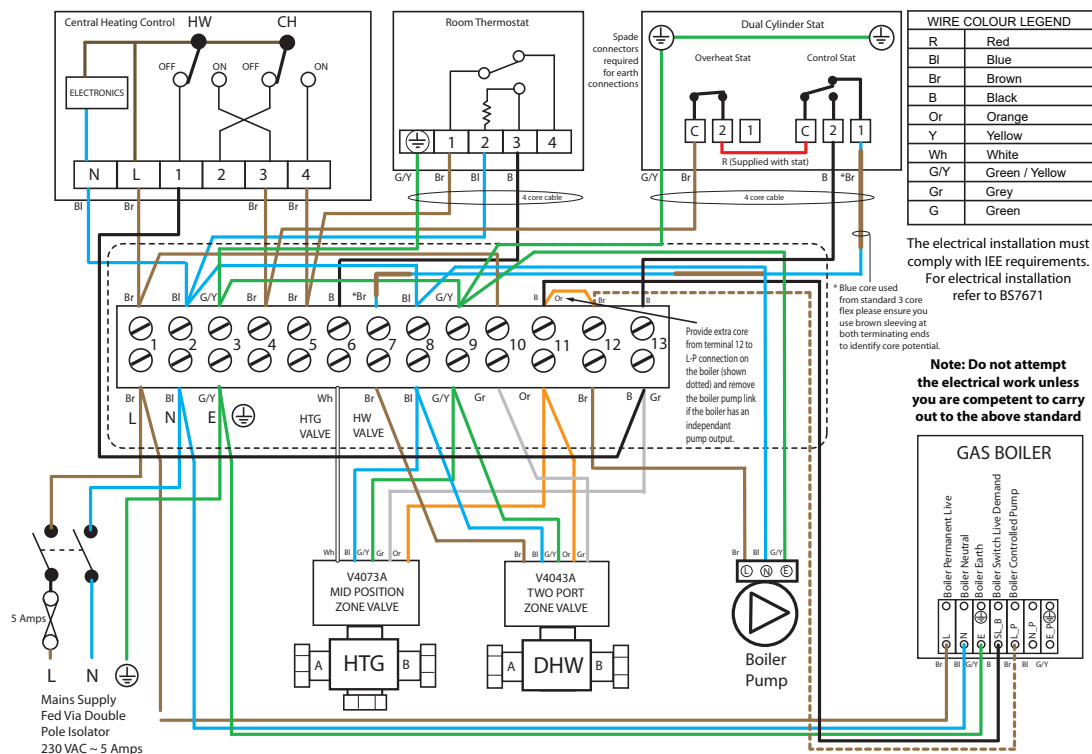 Central Heating Control
HW
CH
OFF
ON
OFF
ON
ELECTRONICS
N
L
1
2
3
4
Bl
Br
Br
Br
Room Thermostat
1
2
3
4
G/Y
Br
Bl
B
4 core cable
Spade
connectors
required
for earth
connections
Dual Cylinder Stat
Overheat Stat
Control Stat
C
2
1
C
2
1
R (Supplied with stat)
G/Y
Br
B
*Br
4 core cable
WIRE COLOUR LEGEND
R Red
Bl Blue
Br Brown
B Black
Or Orange
Y Yellow
Wh White
G/Y Green / Yellow
Gr Grey
G Green
The electrical installation must
comply with IEE requirements.
For electrical installation
refer to BS7671
* Blue core used
from standard 3 core
flex please ensure you
use brown sleeving at
both terminating ends
to identify core potential.
Note: Do not attempt
the electrical work unless
you are competent to carry
out to the above standard
Br
Bl
G/Y
Br
Br
B
*Br
Bl
G/Y
B
Or
Br
B
1
2
3
4
5
6
7
8
9
10
11
12
13
Provide extra core
from terminal 12 to
L-P connection on
the boiler (shown
dotted) and remove
the boiler pump link
if the boiler has an
independant
pump output.
Br
Bl
G/Y
Wh
Br
Bl
G/Y
Gr
Or
Br
B
Gr
L
N
E
HTG
VALVE
HW
VALVE
5 Amps
L
N
Mains Supply
Fed Via Double
Pole Isolator
230 VAC ~ 5 Amps
Wh
Bl
G/Y
Gr
Or
V4073A
MID POSITION
ZONE VALVE
A
HTG
B
Br
Bl
G/Y
Or
Gr
V4043A
TWO PORT
ZONE VALVE
A
DHW
B
Br
Bl
G/Y
L
N
E
Boiler
Pump
GAS BOILER
Boiler Permanent Live
Boiler Neutral
Boiler Earth
Boiler Switch Live Demand
Boiler Controlled Pump
L
N
E
SL_B
L_P
N_P
E_P
Br
Bl
G/Y
B
Br
Bl
G/Y